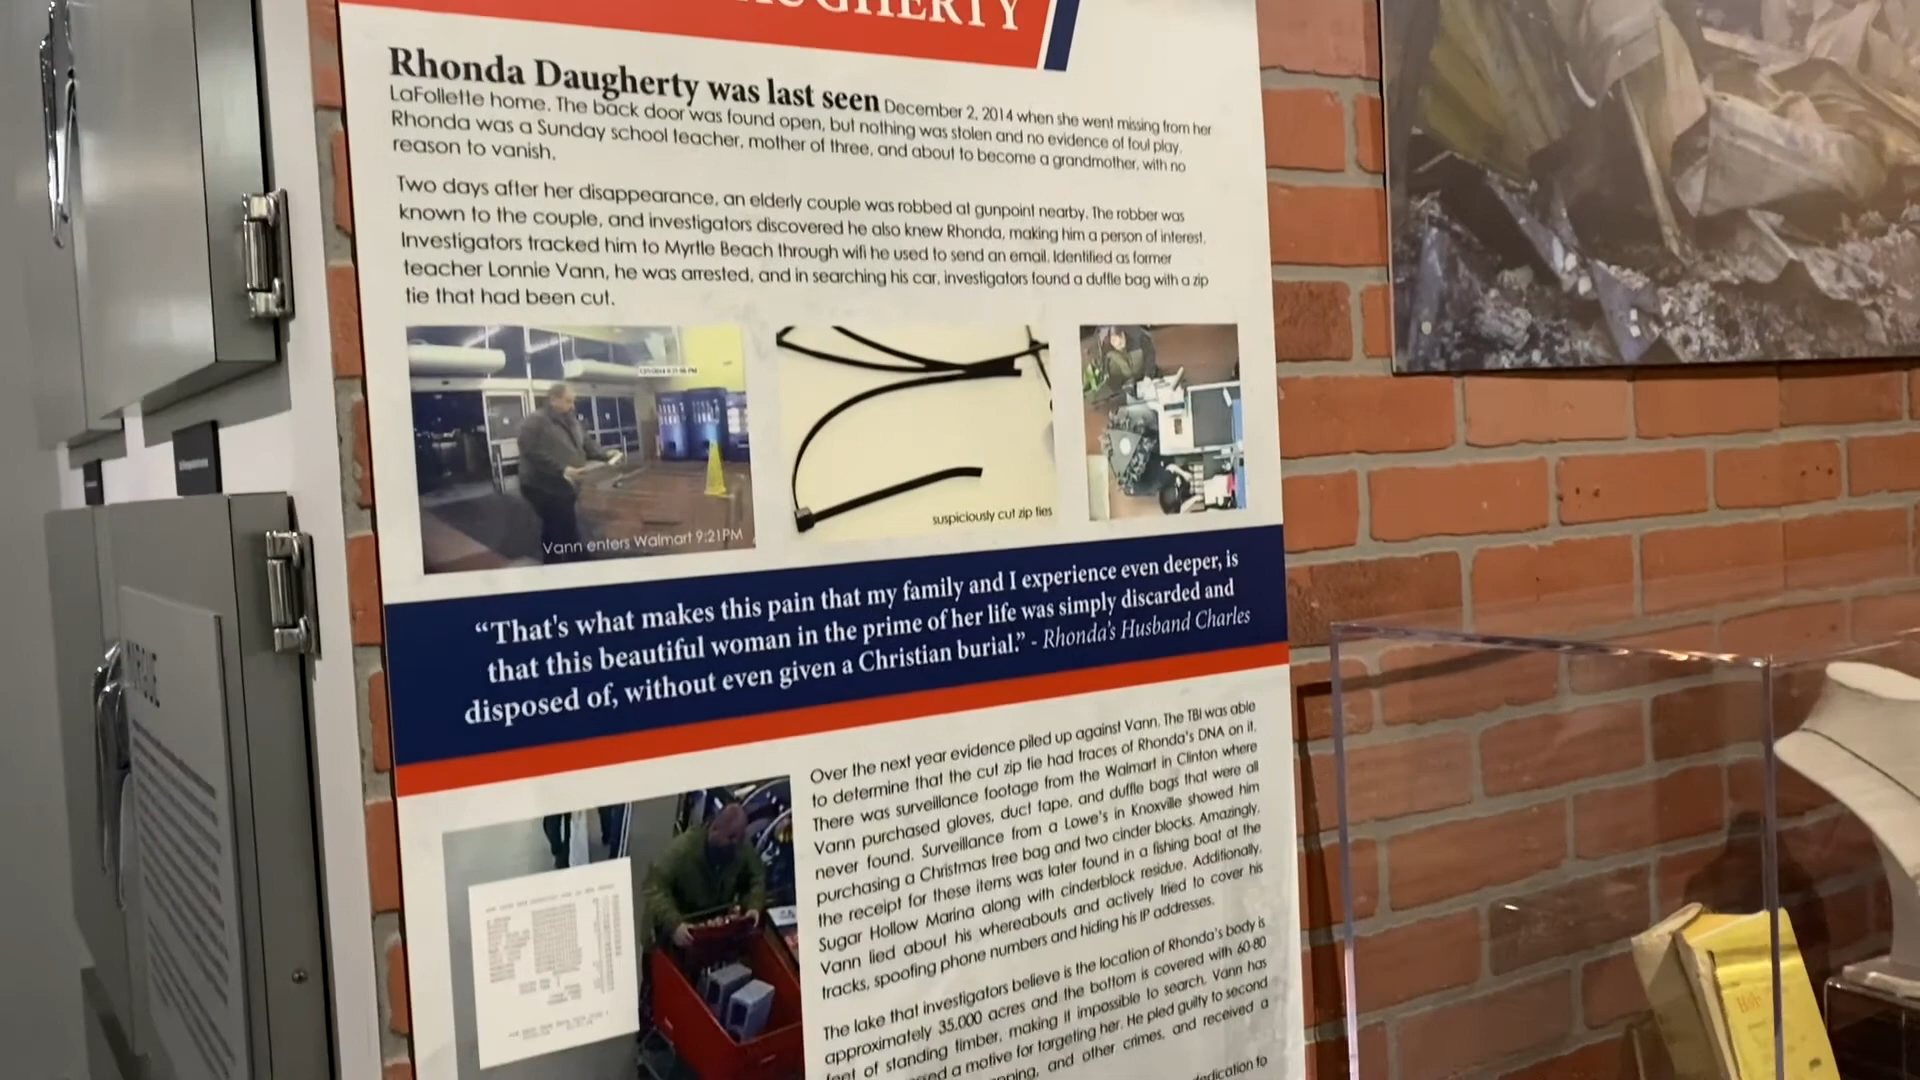 Rhonda Daugherty was last seen December 2, 2014 when she went missing from her
LaFollette home. The back door was found open, but nothing was stolen and no evidence of foul play.
Rhonda was a Sunday school teacher, mother of three, and about to become a grandmother, with no
reason to vanish.
Two days after her disappearance, an elderly couple was robbed at gunpoint nearby. The robber was
known to the couple, and investigators discovered he also knew Rhonda, making him a person of interest.
Investigators tracked him to Myrtle Beach through wifi he used to send an email. Identified as former
teacher Lonnie Vann, he was arrested, and in searching his car, investigators found a duffle bag with a zip
tie that had been cut.
Vann enters Walmart 9:21PM
suspiciously cut zip ties
“That's what makes this pain that my family and I experience even deeper, is
that this beautiful woman in the prime of her life was simply discarded and
disposed of, without even given a Christian burial.” - Rhonda's Husband Charles
Over the next year evidence piled up against Vann. The TBI was able
to determine that the cut zip tie had traces of Rhonda's DNA on it.
There was surveillance footage from the Walmart in Clinton where
Vann purchased gloves, duct tape, and duffle bags that were all
never found. Surveillance from a Lowe's in Knoxville showed him
purchasing a Christmas tree bag and two cinder blocks. Amazingly,
the receipt for these items was later found in a fishing boat at the
Sugar Hollow Marina along with cinderblock residue. Additionally,
Vann lied about his whereabouts and actively tried to cover his
tracks, spoofing phone numbers and hiding his IP addresses.
The lake that investigators believe is the location of Rhonda's body is
approximately 35,000 acres and the bottom is covered with 60-80
feet of standing timber, making it impossible to search. Vann has
a motive for targeting her. He pled guilty to second
and other crimes, and received a
to